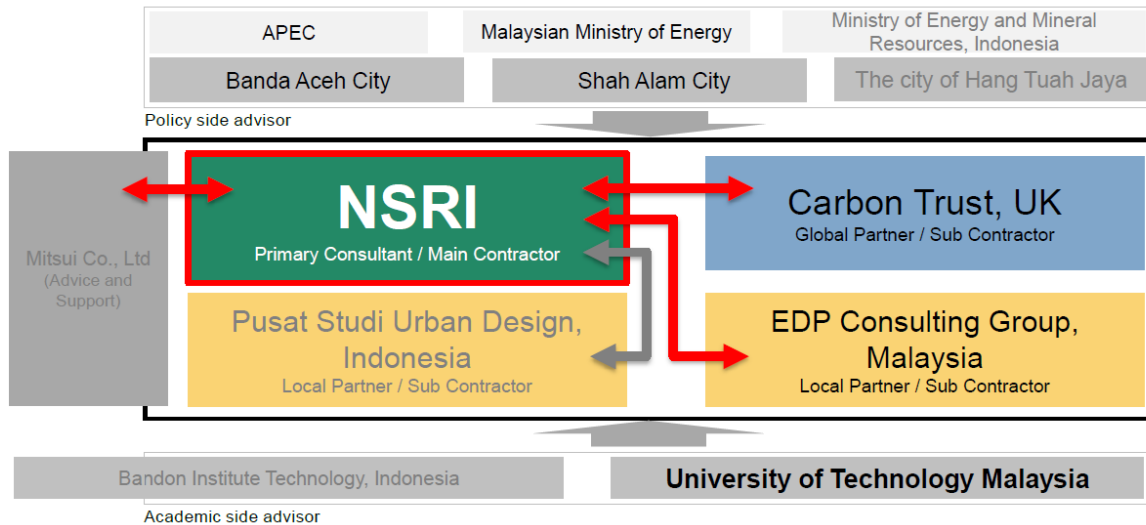 APEC
Malaysian Ministry of Energy
Ministry of Energy and Mineral
Resources, Indonesia
Banda Aceh City
Shah Alam City
The city of Hang Tuah Jaya
Policy side advisor
Mitsui Co., Ltd
(Advice and
Support)
NSRI
Primary Consultant / Main Contractor
Carbon Trust, UK
Global Partner / Sub Contractor
Pusat Studi Urban Design,
Indonesia
Local Partner / Sub Contractor
EDP Consulting Group,
Malaysia
Local Partner / Sub Contractor
Bandon Institute Technology, Indonesia
University of Technology Malaysia
Academic side advisor